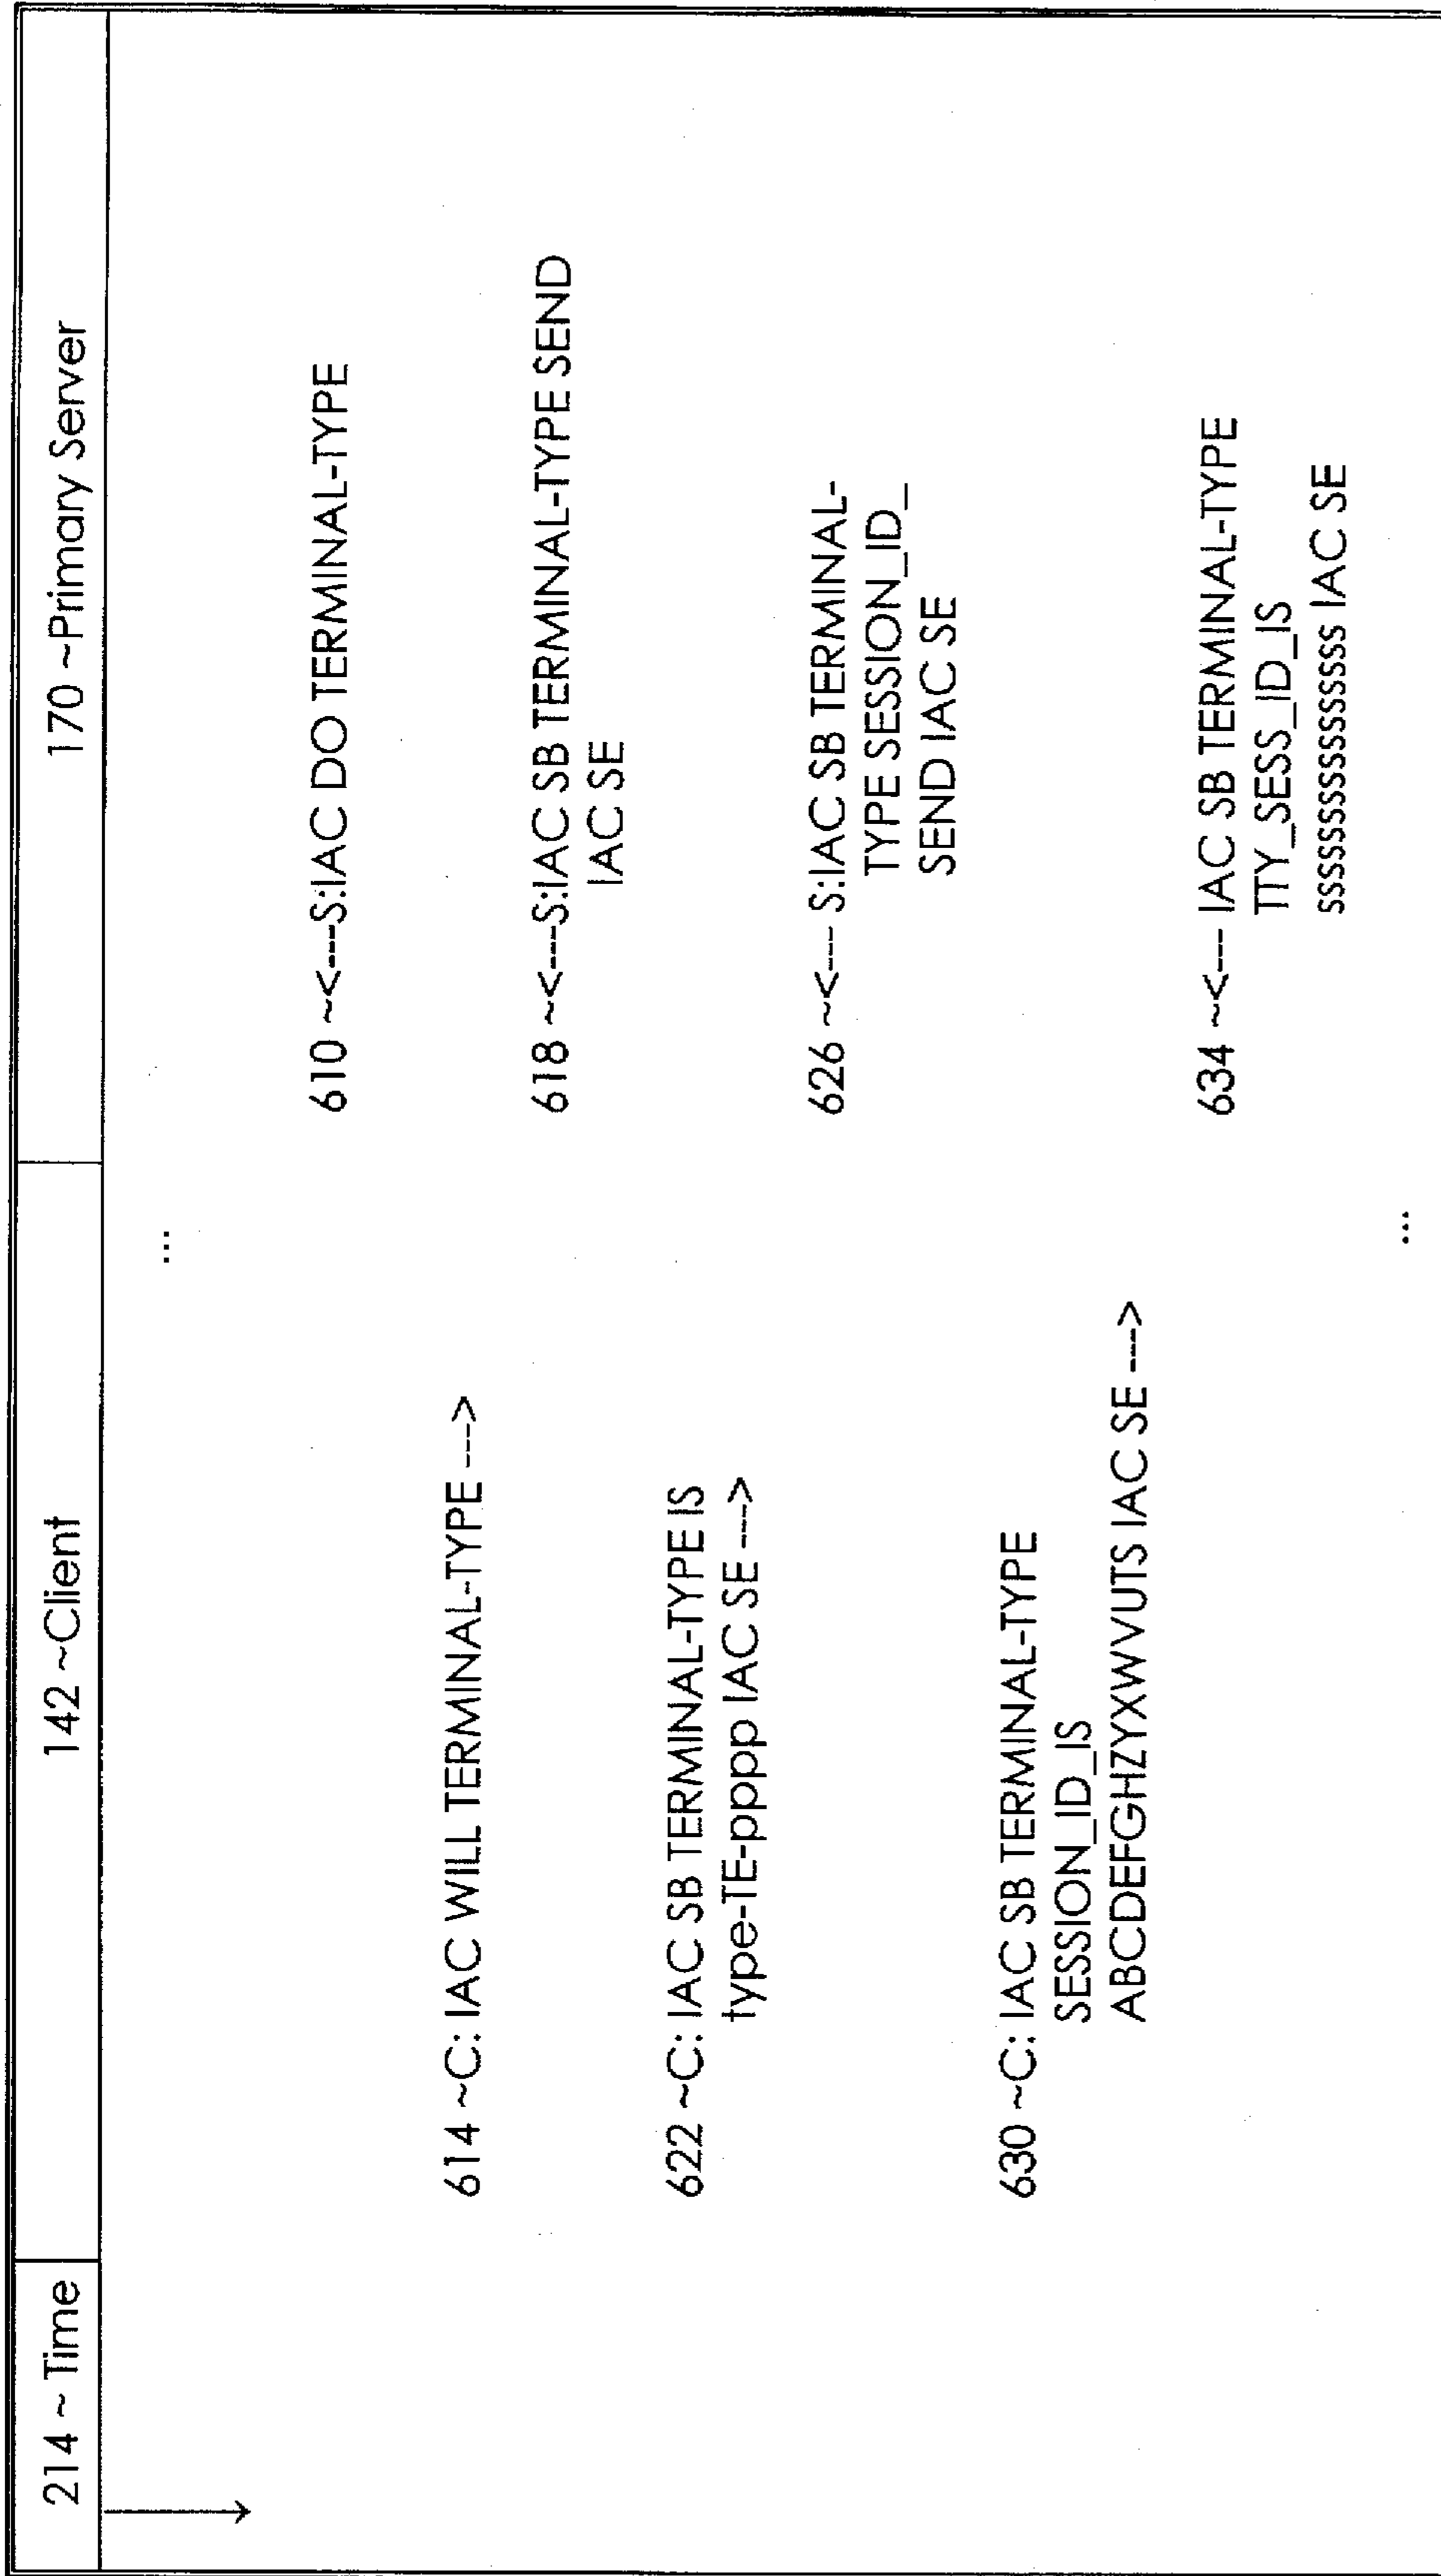 214 ~ Time
142 ~Client
170 ~Primary Server
...
610 ~<---S:IAC DO TERMINAL-TYPE
614 ~C: IAC WILL TERMINAL-TYPE --->
618 ~<---S:IAC SB TERMINAL-TYPE SEND
IAC SE
622 ~C: IAC SB TERMINAL-TYPE IS
type-TE-pppp IAC SE --->
626 ~<--- S:IAC SB TERMINAL-
TYPE SESSION_ID_
SEND IAC SE
630 ~C: IAC SB TERMINAL-TYPE
SESSION_ID_IS
ABCDEFGHZYXWVUTS IAC SE --->
634 ~<--- IAC SB TERMINAL-TYPE
TTY_SESS_ID_IS
ssssssssssssssss IAC SE
...